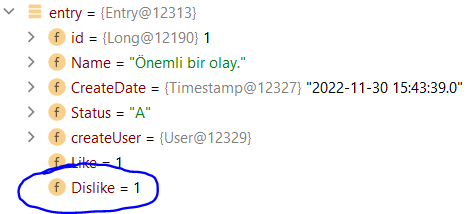 entry = {Entry@12313}
id = {Long@12190} 1
Name = "Önemli bir olay."
CreateDate = {Timestamp@12327} "2022-11-30 15:43:39.0"
Status = "A"
createUser = {User@12329}
Like = 1
Dislike = 1